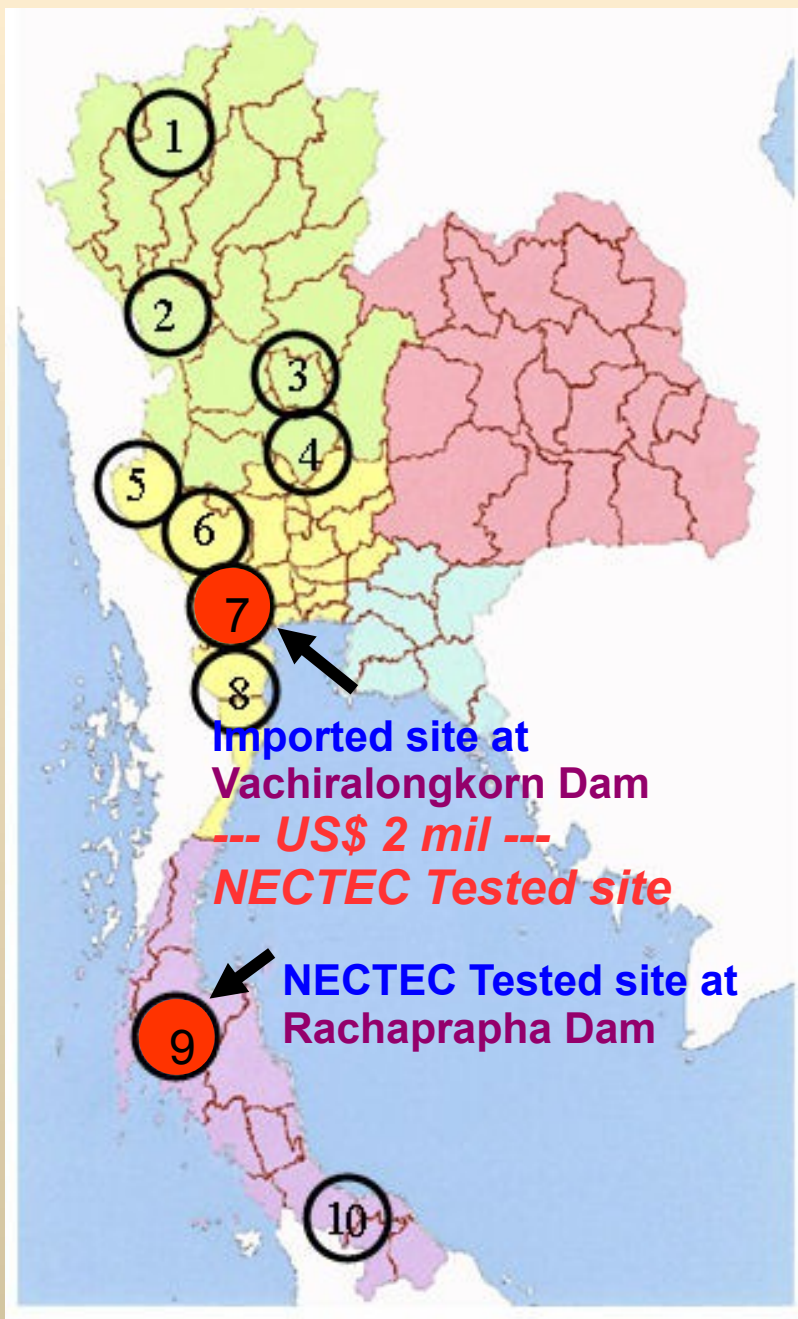 1
2
3
4
5
6
7
8
Imported site at
Vachiralongkorn Dam
--- US$ 2 mil ---
NECTEC Tested site
NECTEC Tested site at
Rachaprapha Dam
9
10